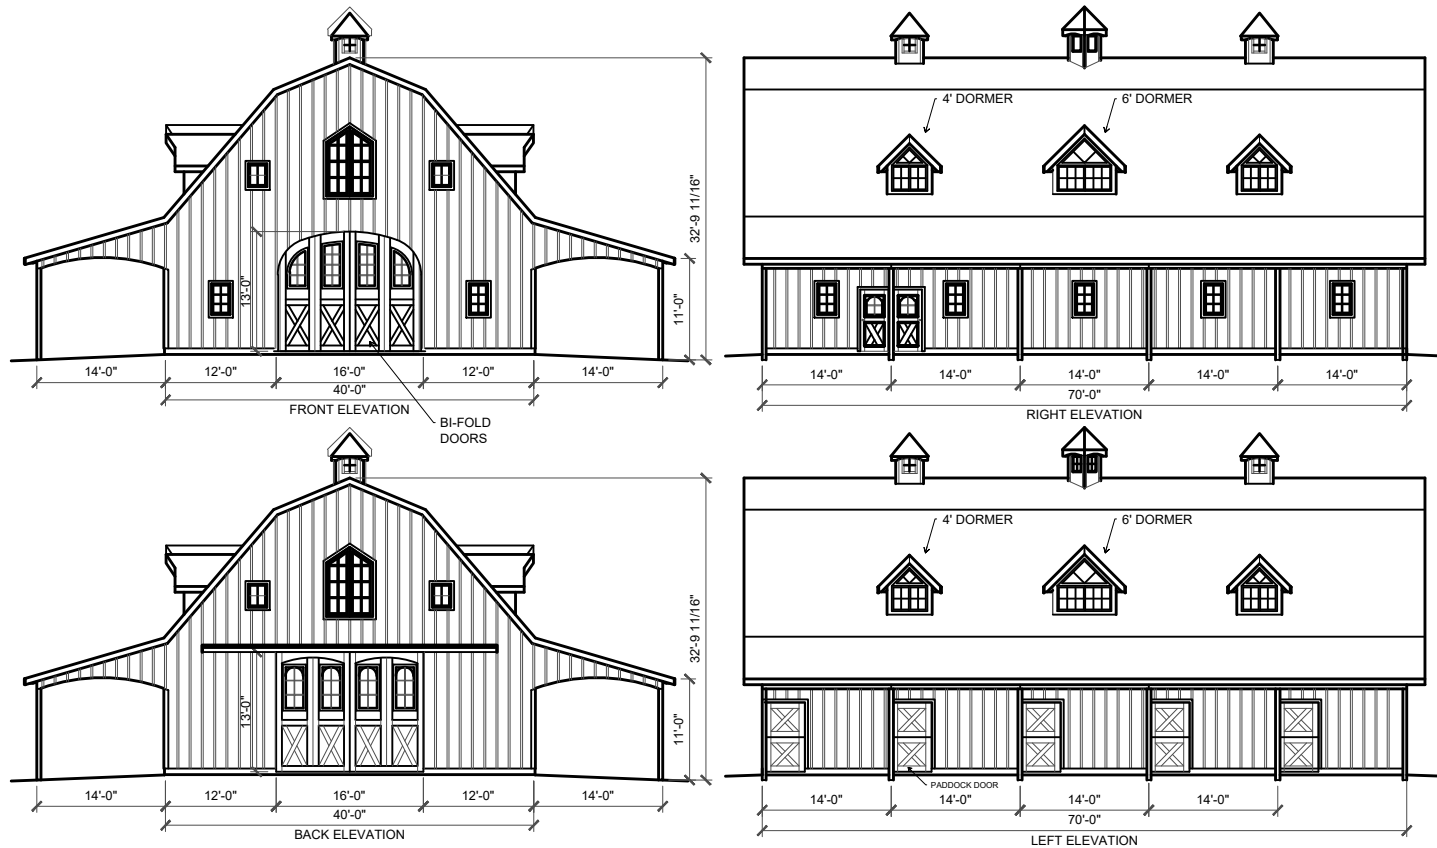 32'-9 11/16"
13'-0"
11'-0"
14'-0" 12'-0" 16'-0" 12'-0" 14'-0"
40'-0"
FRONT ELEVATION
BI-FOLD
DOORS
4' DORMER 6' DORMER
14'-0" 14'-0" 14'-0" 14'-0" 14'-0"
70'-0"
RIGHT ELEVATION
32'-9 11/16"
13'-0"
11'-0"
14'-0" 12'-0" 16'-0" 12'-0" 14'-0"
40'-0"
BACK ELEVATION
4' DORMER 6' DORMER
PADDOCK DOOR
14'-0" 14'-0" 14'-0" 14'-0"
70'-0"
LEFT ELEVATION